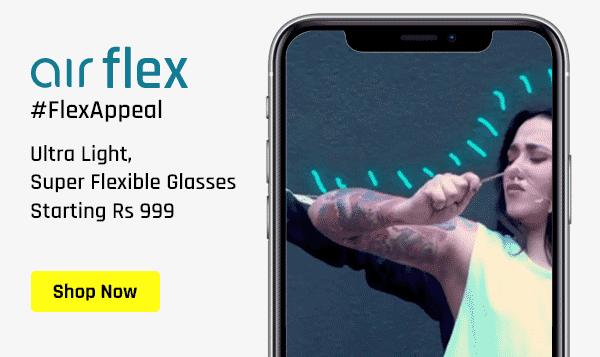 air flex
#FlexAppeal
Ultra Light,
Super Flexible Glasses
Starting Rs 999
Shop Now